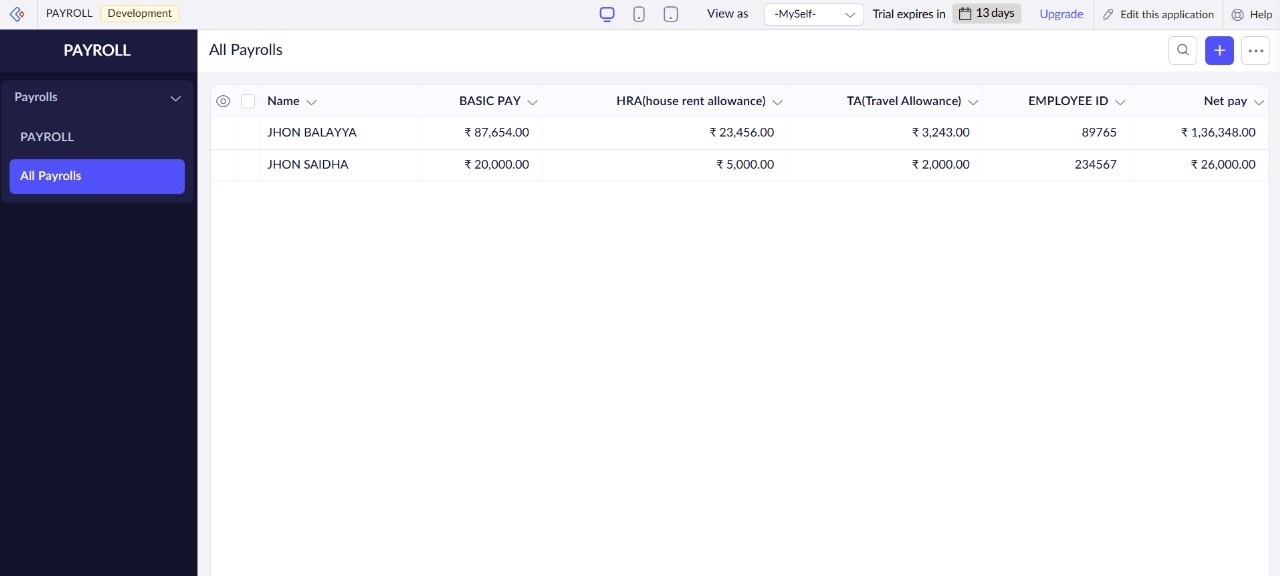 PAYROLL Development View as -MySelf- Trial expires in 13 days Upgrade Edit this application Help
PAYROLL
All Payrolls
Payrolls
PAYROLL
All Payrolls
Name BASIC PAY HRA(house rent allowance) TA(Travel Allowance) EMPLOYEE ID Net pay
JHON BALAYYA ₹ 87,654.00 ₹ 23,456.00 ₹ 3,243.00 89765 ₹ 1,36,348.00
JHON SAIDHA ₹ 20,000.00 ₹ 5,000.00 ₹ 2,000.00 234567 ₹ 26,000.00